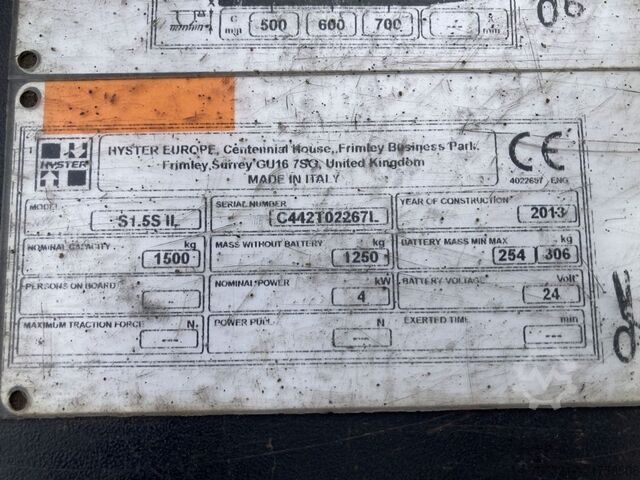 C 500 600 700
HYSTER
HYSTER EUROPE, Centennial House, Frimley Business Park,
Frimley, Surrey GU16 7SG, United Kingdom
MADE IN ITALY
CE
4022657 ENG
MODEL S1.5S IL SERIAL NUMBER C442T02267L YEAR OF CONSTRUCTION 2013
NOMINAL CAPACITY kg 1500 MASS WITHOUT BATTERY kg 1250 BATTERY MASS MIN MAX kg 254 306
PERSONS ON BOARD --- NOMINAL POWER kW 4 BATTERY VOLTAGE Volt 24
MAXIMUM TRACTION FORCE N --- POWER PULL N --- EXERTED TIME min ---